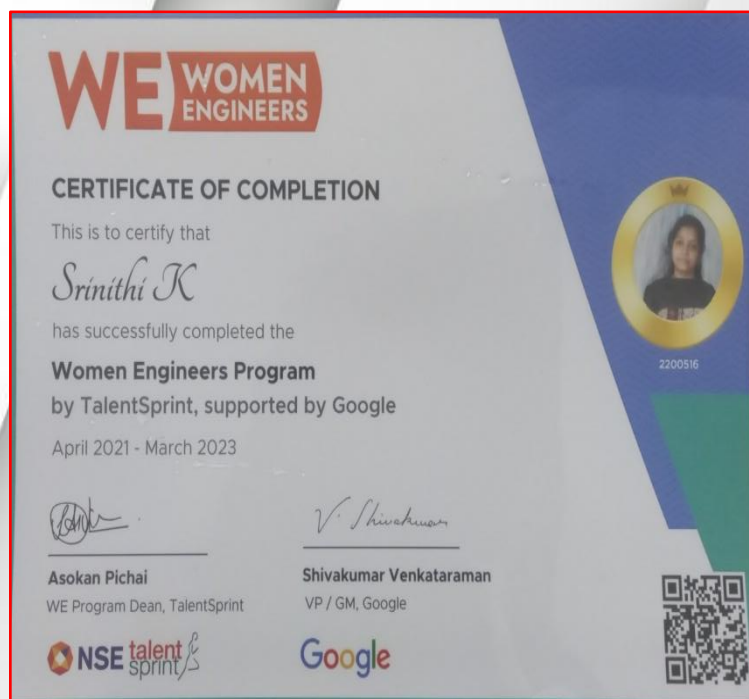 WE WOMEN
ENGINEERS
CERTIFICATE OF COMPLETION
This is to certify that
Srinithi K
has successfully completed the
Women Engineers Program
by TalentSprint, supported by Google
April 2021 - March 2023
2200516
V. Shivakumar
Asokan Pichai
WE Program Dean, TalentSprint
Shivakumar Venkataraman
VP / GM, Google
NSE talent
sprint
Google